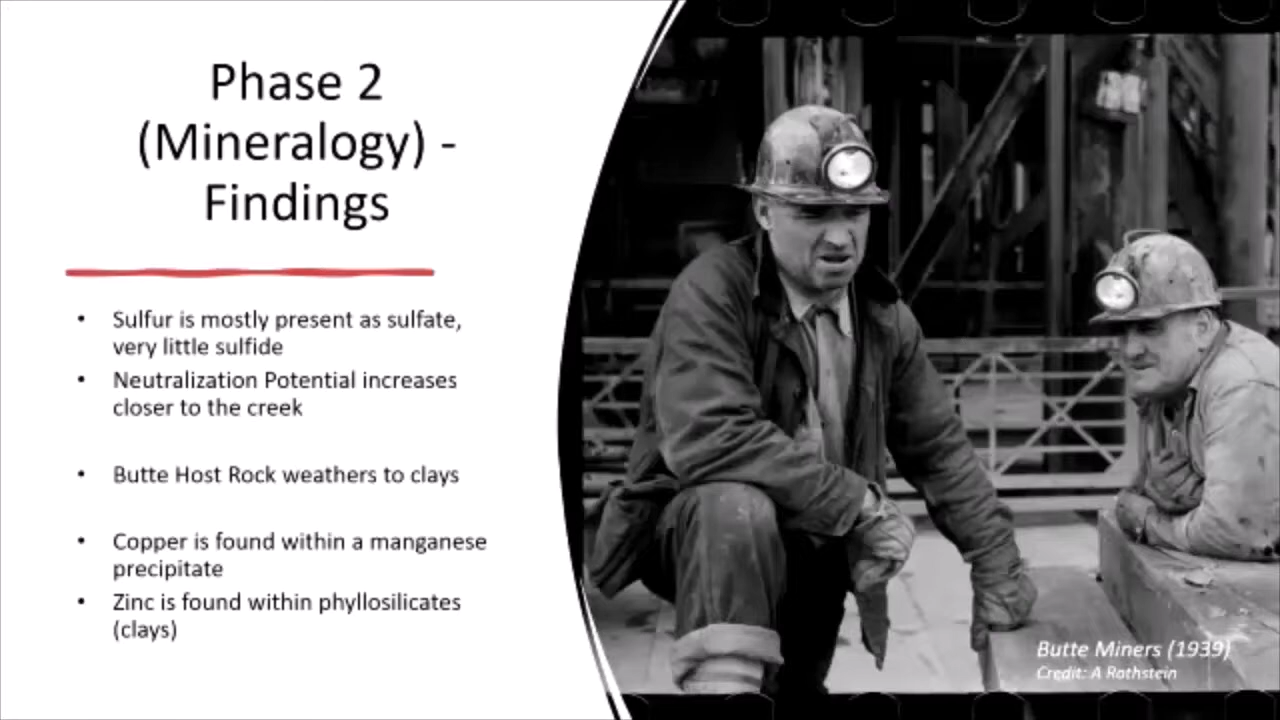 Phase 2
(Mineralogy) -
Findings
• Sulfur is mostly present as sulfate,
very little sulfide
• Neutralization Potential increases
closer to the creek
• Butte Host Rock weathers to clays
• Copper is found within a manganese
precipitate
• Zinc is found within phyllosilicates
(clays)
Butte Miners (1939)
Credit: A Rothstein